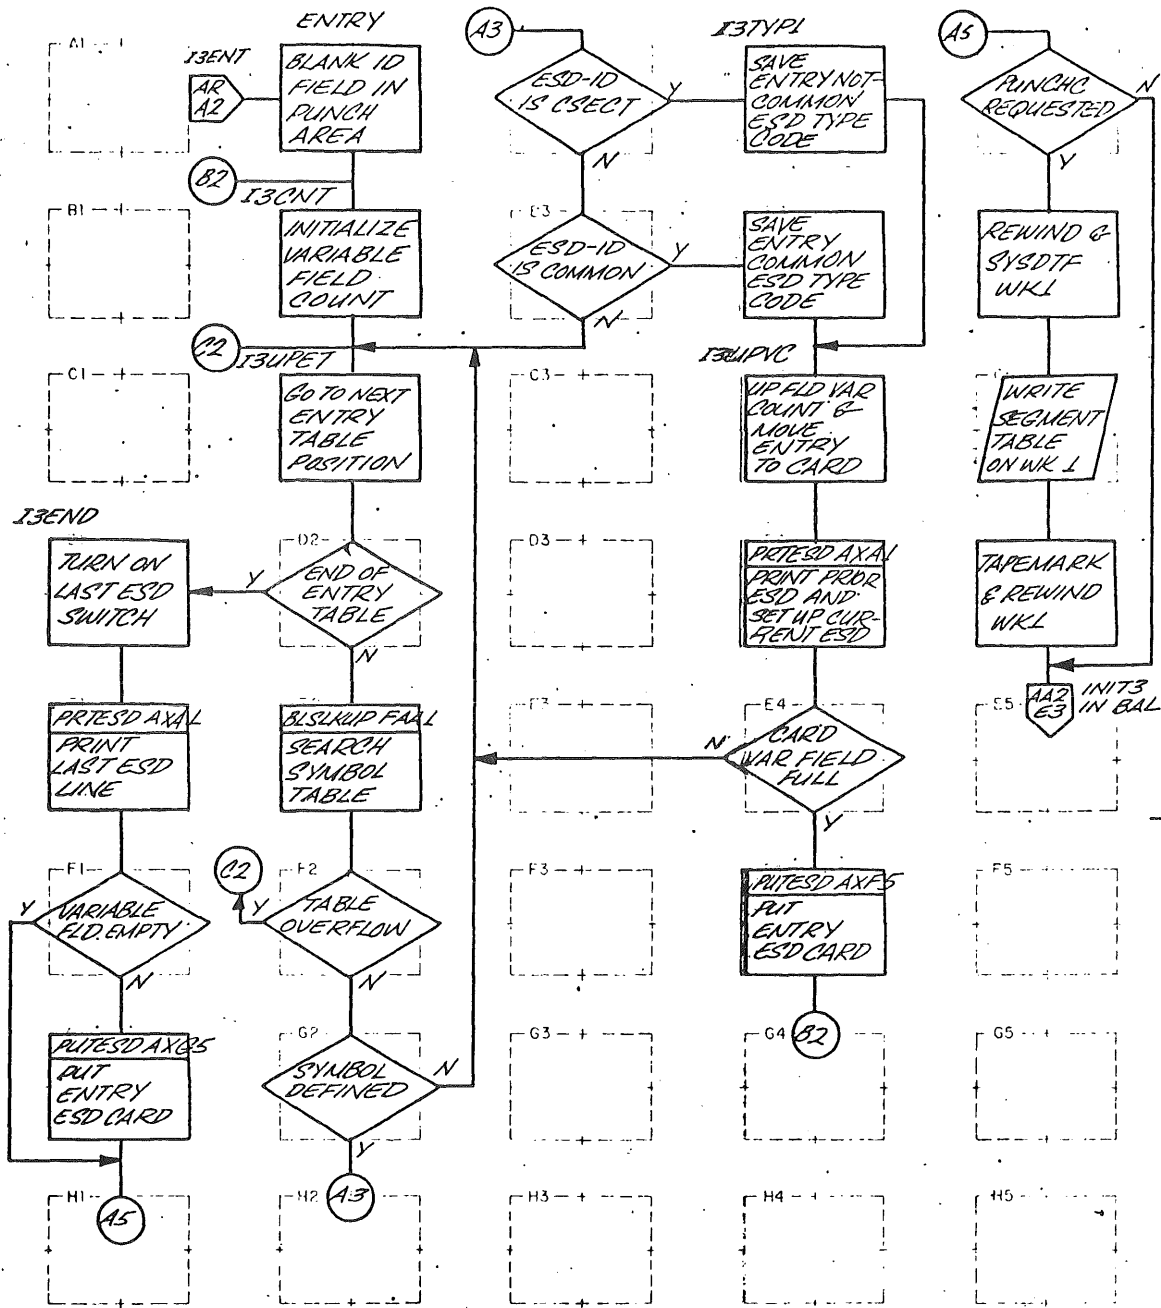 ENTRY
A1
I3ENT
AR
A2
BLANK ID
FIELD IN
PUNCH
AREA
B2
I3CNT
B1
INITIALIZE
VARIABLE
FIELD
COUNT
C2
I3UPET
C1
GO TO NEXT
ENTRY
TABLE
POSITION
I3END
TURN ON
LAST ESD
SWITCH
Y
D2
END OF
ENTRY
TABLE
N
PRTESD AXA1
PRINT
LAST ESD
LINE
BLSLKUP FAA1
SEARCH
SYMBOL
TABLE
F1
Y
VARIABLE
FLD. EMPTY
N
C2
Y
F2
TABLE
OVERFLOW
N
PUTESD AXG5
PUT
ENTRY
ESD CARD
G2
SYMBOL
DEFINED
N
Y
H1
A5
H2
A3
A3
ESD-ID
IS CSECT
Y
N
E3
ESD-ID
IS COMMON
Y
N
C3
D3
F3
G3
H3
I3TYP1
SAVE
ENTRY NOT-
COMMON
ESD TYPE
CODE
SAVE
ENTRY
COMMON
ESD TYPE
CODE
I3UPVC
UP FLD VAR
COUNT &
MOVE
ENTRY
TO CARD
PRTESD AXA1
PRINT PRIOR
ESD AND
SET UP CUR-
RENT ESD
E4
N
CARD
VAR FIELD
FULL
Y
PUTESD AXF5
PUT
ENTRY
ESD CARD
G4
B2
H4
A5
PUNCHC
REQUESTED
N
Y
REWIND &
SYSDTF
WK1
WRITE
SEGMENT
TABLE
ON WK 1
TAPEMARK
& REWIND
WK1
AA2
E3
INIT3
IN BAL
E5
F5
G5
H5